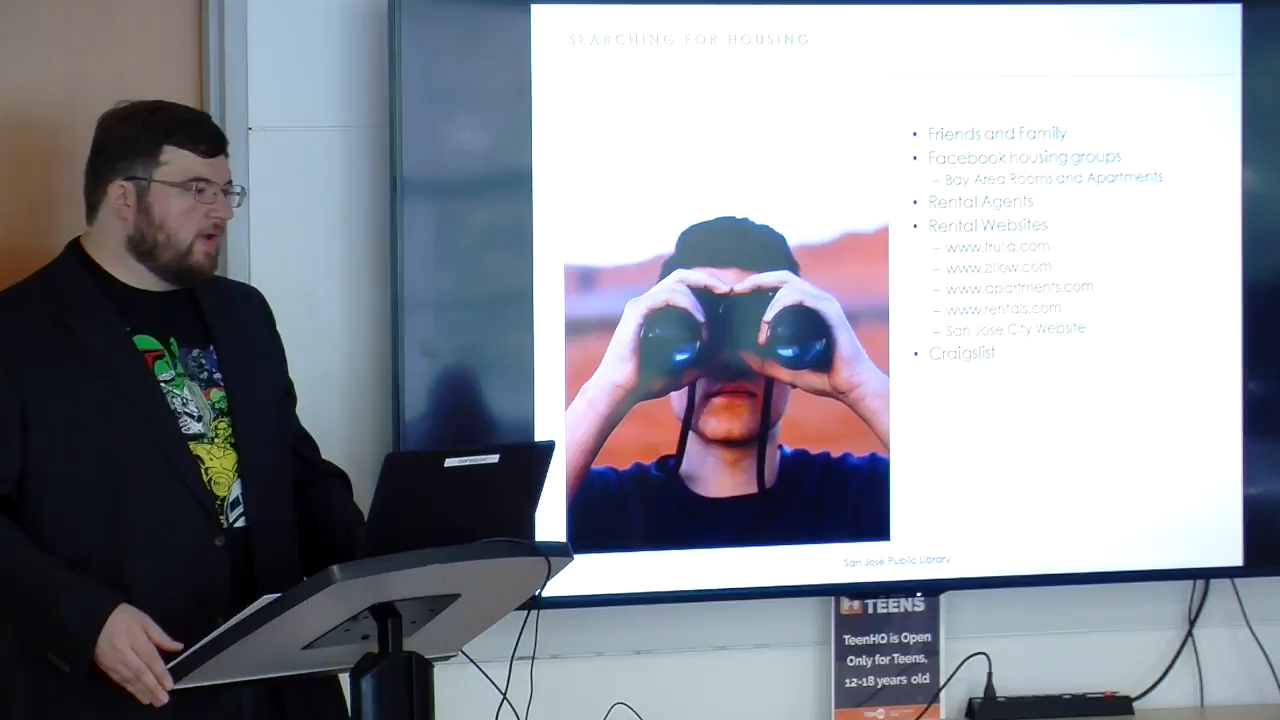 SEARCHING FOR HOUSING
• Friends and Family
• Facebook housing groups
– Bay Area Rooms and Apartments
• Rental Agents
• Rental Websites
– www.trulia.com
– www.zillow.com
– www.apartments.com
– www.rentals.com
– San Jose City Website
• Craigslist
San José Public Library
TEENS
TeenHQ is Open
Only for Teens,
12-18 years old